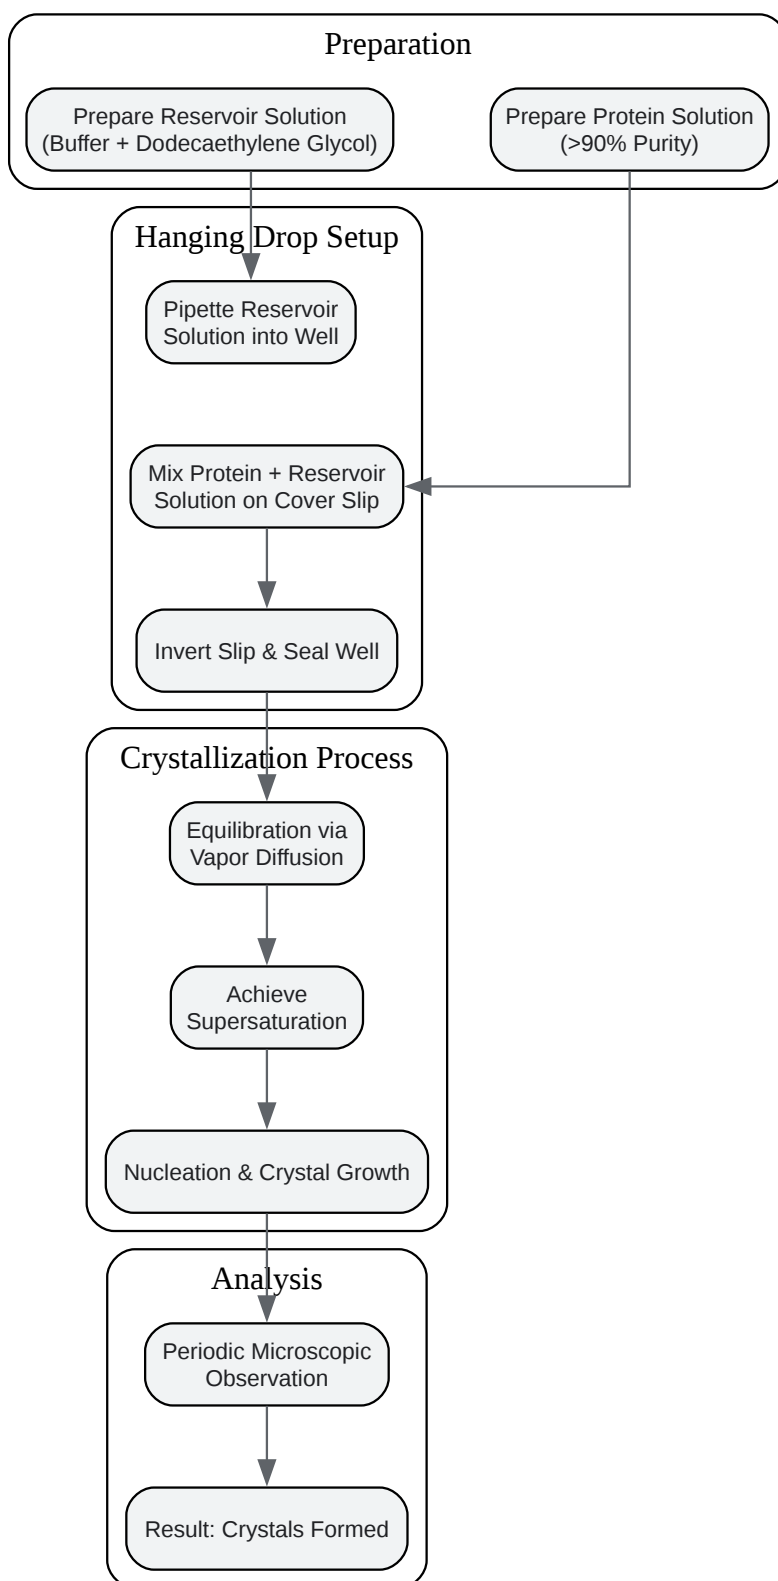 Preparation
Prepare Reservoir Solution
(Buffer + Dodecaethylene Glycol)
Prepare Protein Solution
(>90% Purity)
Hanging Drop Setup
Pipette Reservoir
Solution into Well
Mix Protein + Reservoir
Solution on Cover Slip
Invert Slip & Seal Well
Crystallization Process
Equilibration via
Vapor Diffusion
Achieve
Supersaturation
Nucleation & Crystal Growth
Analysis
Periodic Microscopic
Observation
Result: Crystals Formed